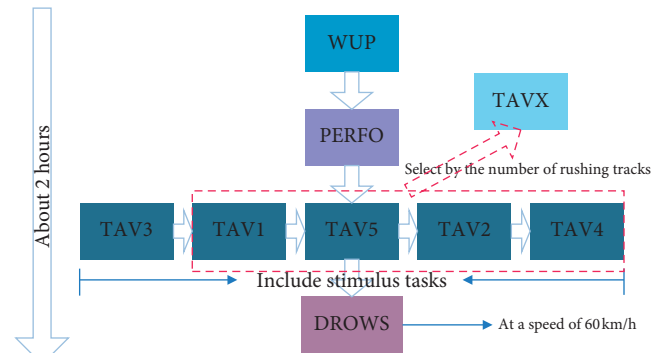 WUP
TAVX
PERFO
Select by the number of rushing tracks
About 2 hours
TAV3 TAV1 TAV5 TAV2 TAV4
Include stimulus tasks
DROWS
At a speed of 60 km/h